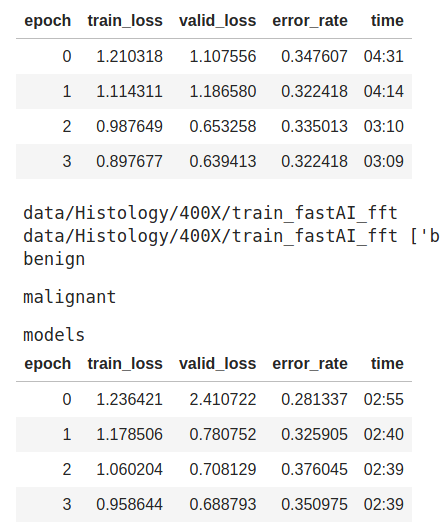 epoch train_loss valid_loss error_rate time
0 1.210318 1.107556 0.347607 04:31
1 1.114311 1.186580 0.322418 04:14
2 0.987649 0.653258 0.335013 03:10
3 0.897677 0.639413 0.322418 03:09
data/Histology/400X/train_fastAI_fft
data/Histology/400X/train_fastAI_fft ['b
benign
malignant
models
epoch train_loss valid_loss error_rate time
0 1.236421 2.410722 0.281337 02:55
1 1.178506 0.780752 0.325905 02:40
2 1.060204 0.708129 0.376045 02:39
3 0.958644 0.688793 0.350975 02:39